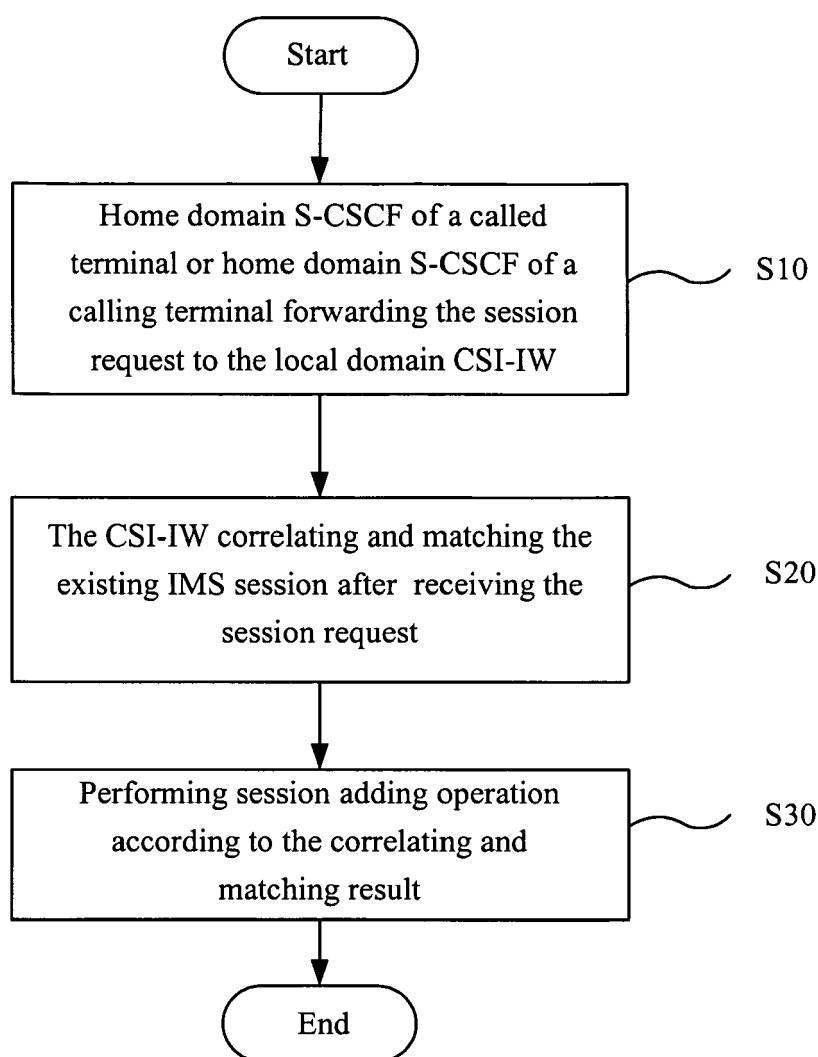 Start
Home domain S-CSCF of a called
terminal or home domain S-CSCF of a
calling terminal forwarding the session
request to the local domain CSI-IW
S10
The CSI-IW correlating and matching the
existing IMS session after receiving the
session request
S20
Performing session adding operation
according to the correlating and
matching result
S30
End